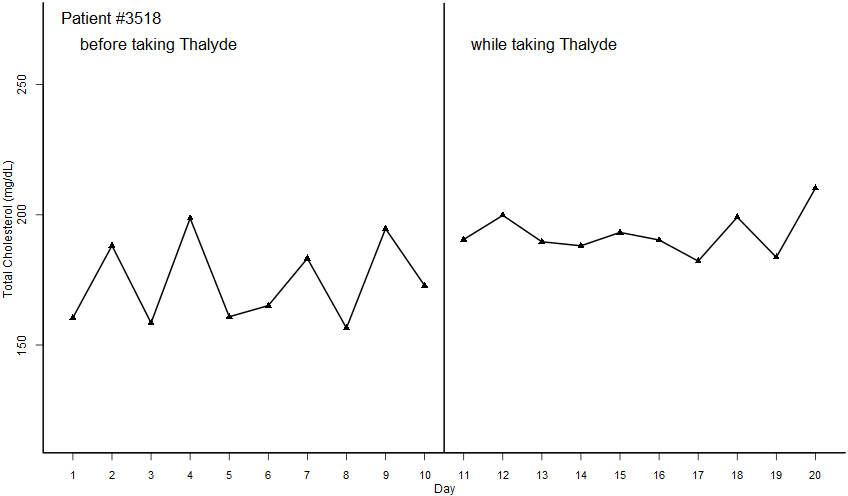 Patient #3518
before taking Thalyde
while taking Thalyde
Total Cholesterol (mg/dL)
250
200
150
1 2 3 4 5 6 7 8 9 10 11 12 13 14 15 16 17 18 19 20
Day